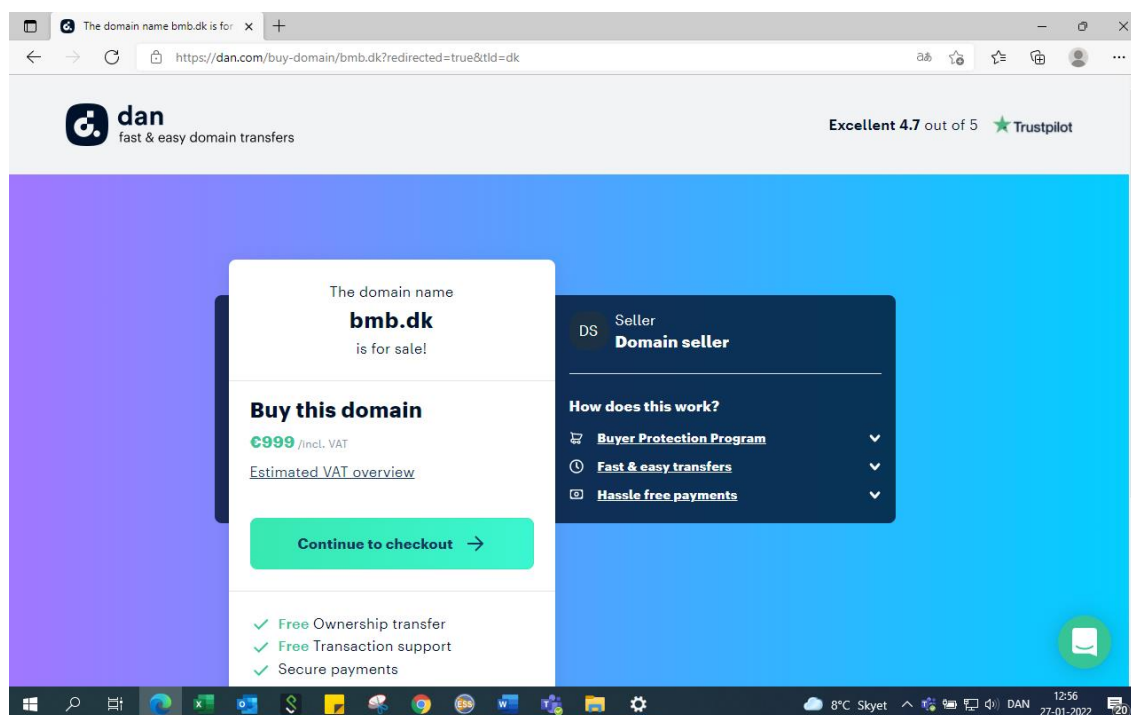 The domain name bmb.dk is for
https://dan.com/buy-domain/bmb.dk?redirected=true&tld=dk
aあ
dan
fast & easy domain transfers
Excellent 4.7 out of 5 Trustpilot
The domain name
bmb.dk
is for sale!
Buy this domain
€999 /incl. VAT
Estimated VAT overview
Continue to checkout
Free Ownership transfer
Free Transaction support
Secure payments
DS
Seller
Domain seller
How does this work?
Buyer Protection Program
Fast & easy transfers
Hassle free payments
8°C Skyet
DAN
12:56
27-01-2022
20